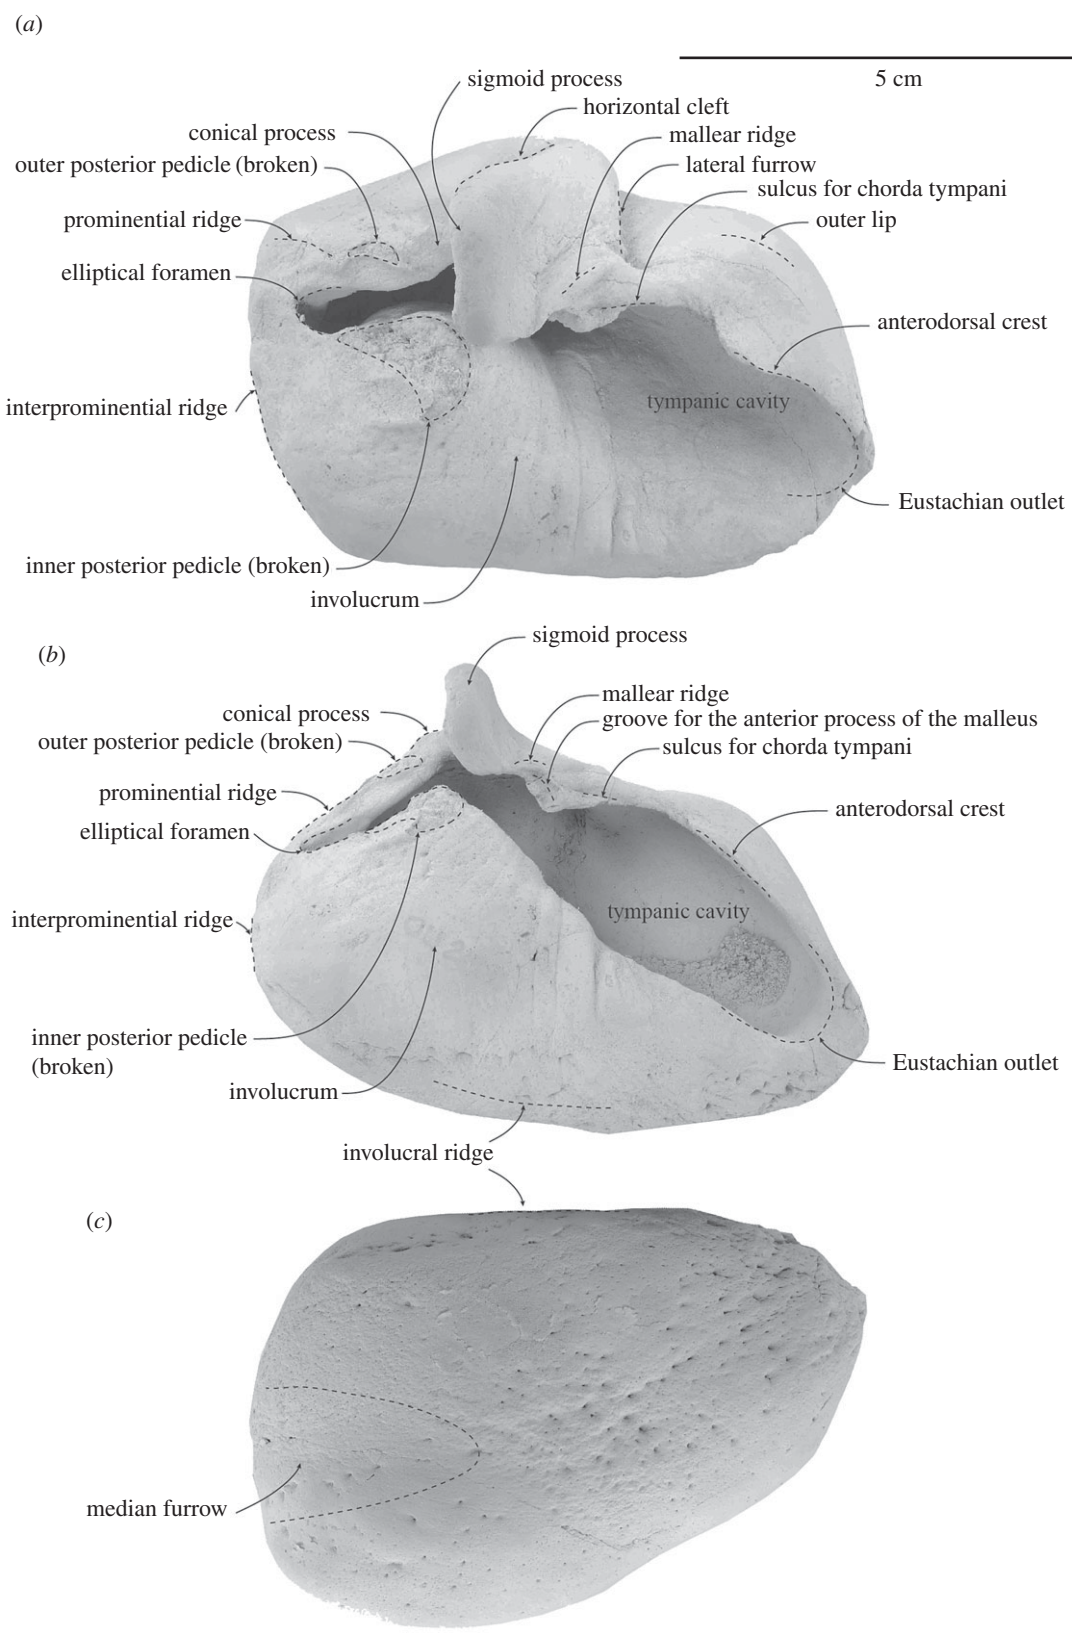 (a)
5 cm
sigmoid process
horizontal cleft
conical process
mallear ridge
outer posterior pedicle (broken)
lateral furrow
sulcus for chorda tympani
prominential ridge
outer lip
elliptical foramen
anterodorsal crest
tympanic cavity
interprominential ridge
Eustachian outlet
inner posterior pedicle (broken)
involucrum
(b)
sigmoid process
mallear ridge
conical process
groove for the anterior process of the malleus
outer posterior pedicle (broken)
sulcus for chorda tympani
prominential ridge
anterodorsal crest
elliptical foramen
tympanic cavity
interprominential ridge
inner posterior pedicle
(broken)
Eustachian outlet
involucrum
involucral ridge
(c)
median furrow